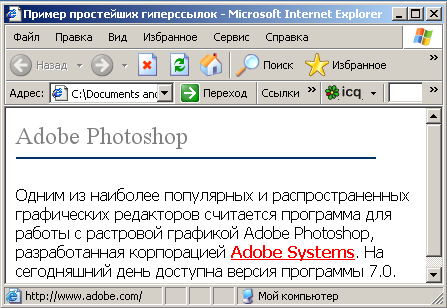 Пример простейших гиперссылок - Microsoft Internet Explorer
Файл Правка Вид Избранное Сервис Справка
Назад Поиск Избранное
Адрес: C:\Documents and Переход Ссылки » icq »
Adobe Photoshop
Одним из наиболее популярных и распространенных
графических редакторов считается программа для
работы с растровой графикой Adobe Photoshop,
разработанная корпорацией Adobe Systems. На
сегодняшний день доступна версия программы 7.0.
http://www.adobe.com/ Мой компьютер